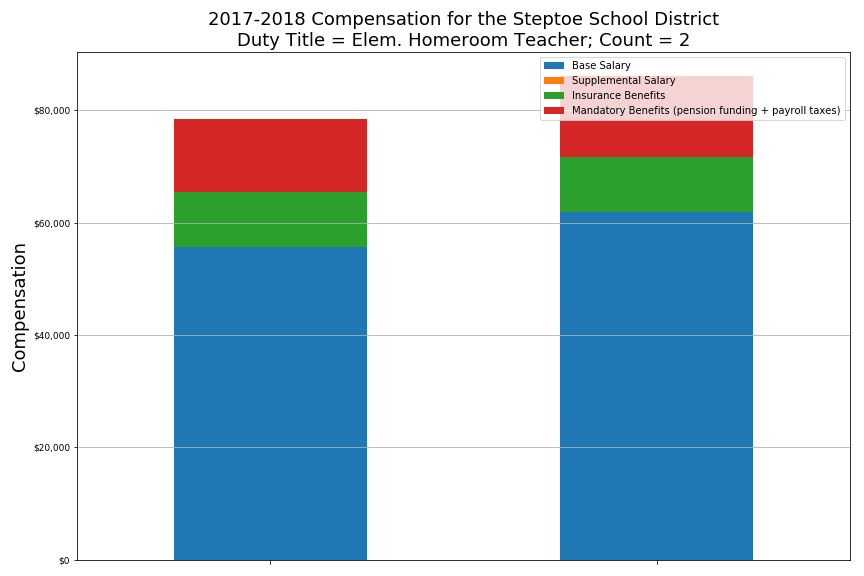 2017-2018 Compensation for the Steptoe School District
Duty Title = Elem. Homeroom Teacher; Count = 2
Base Salary
Supplemental Salary
Insurance Benefits
Mandatory Benefits (pension funding + payroll taxes)
$80,000
$60,000
$40,000
$20,000
$0
Compensation